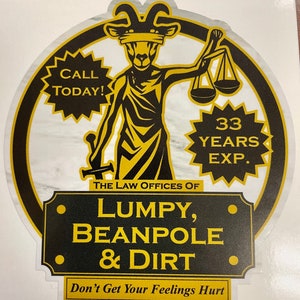 CALL
TODAY!
33
YEARS
EXP.
THE LAW OFFICES OF
LUMPY,
BEANPOLE
& DIRT
Don't Get Your Feelings Hurt